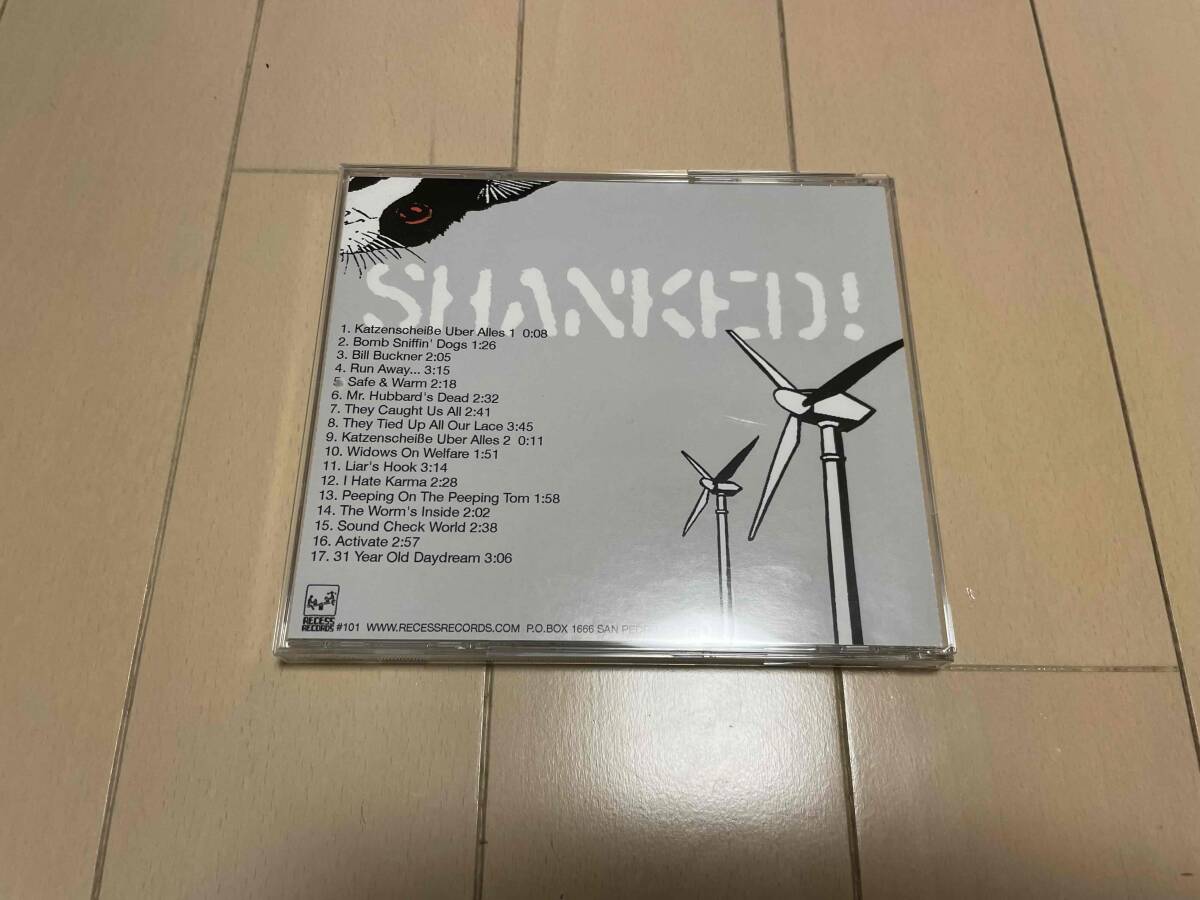 SHANKED!
1. Katzenscheiße Uber Alles 1 0:08
2. Bomb Sniffin' Dogs 1:26
3. Bill Buckner 2:05
4. Run Away... 3:15
5. Safe & Warm 2:18
6. Mr. Hubbard's Dead 2:32
7. They Caught Us All 2:41
8. They Tied Up All Our Lace 3:45
9. Katzenscheiße Uber Alles 2 0:11
10. Widows On Welfare 1:51
11. Liar's Hook 3:14
12. I Hate Karma 2:28
13. Peeping On The Peeping Tom 1:58
14. The Worm's Inside 2:02
15. Sound Check World 2:38
16. Activate 2:57
17. 31 Year Old Daydream 3:06
RECESS
RECORDS
#101 WWW.RECESSRECORDS.COM P.O.BOX 1666 SAN